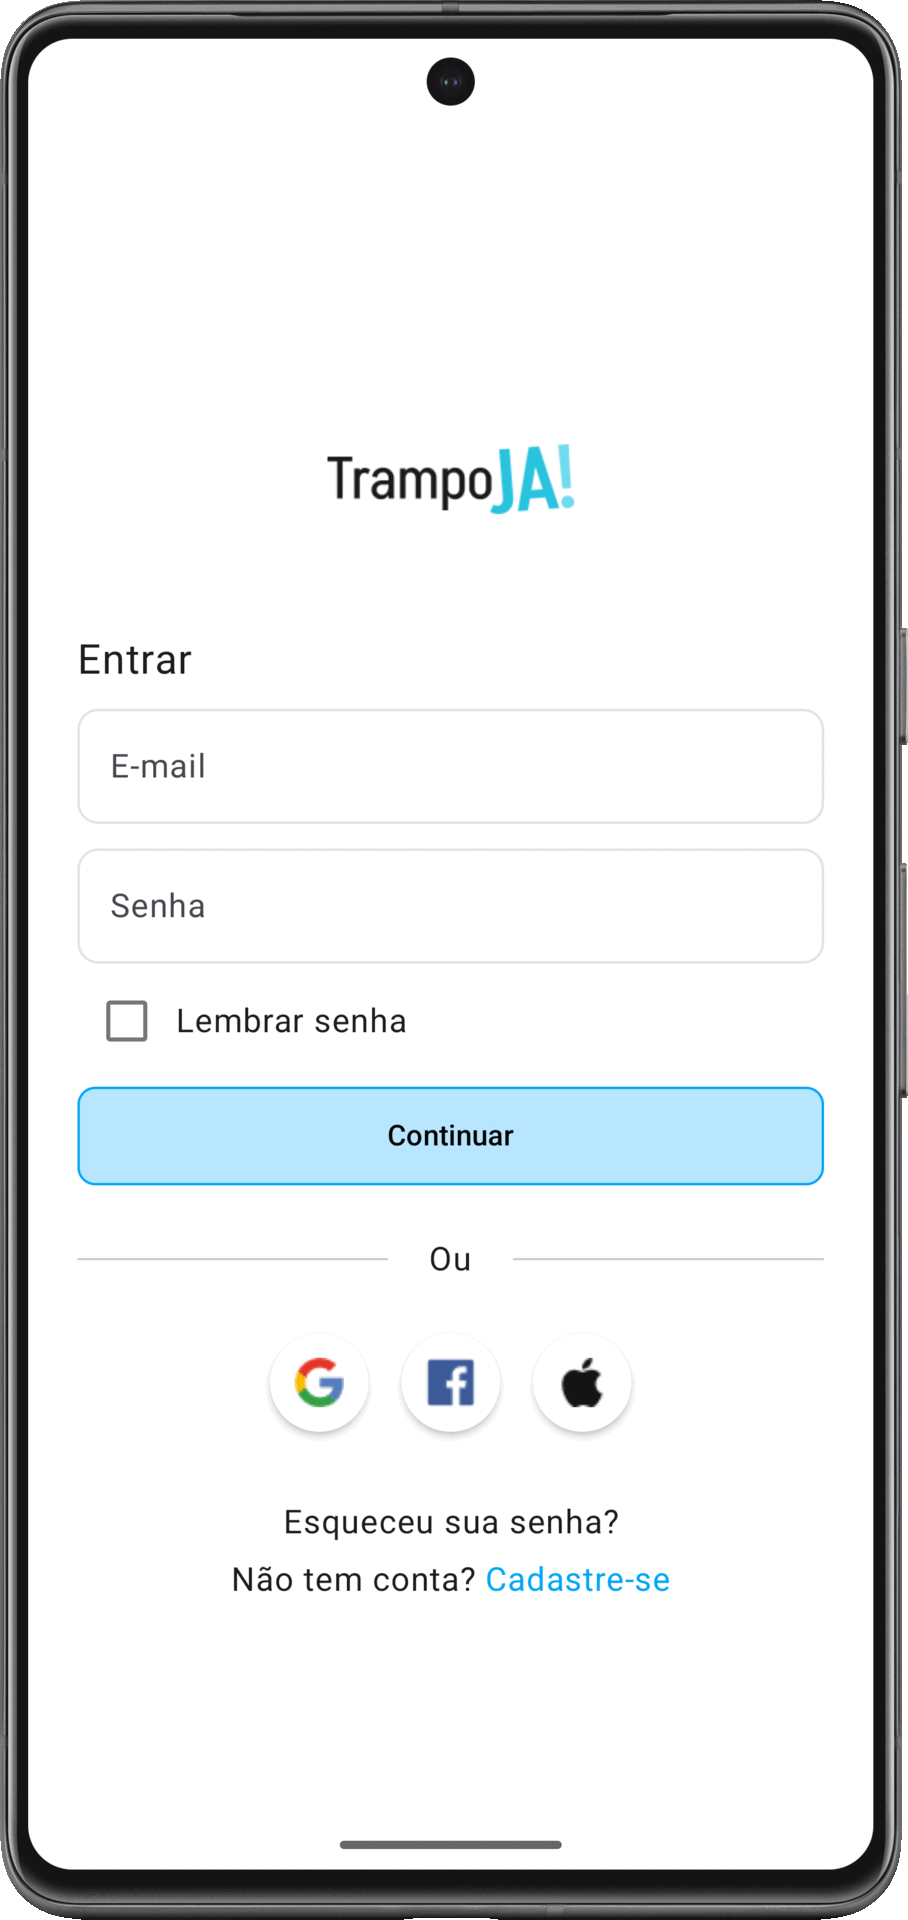 TrampoJA!
Entrar
E-mail
Senha
Lembrar senha
Continuar
Ou
Esqueceu sua senha?
Não tem conta? Cadastre-se